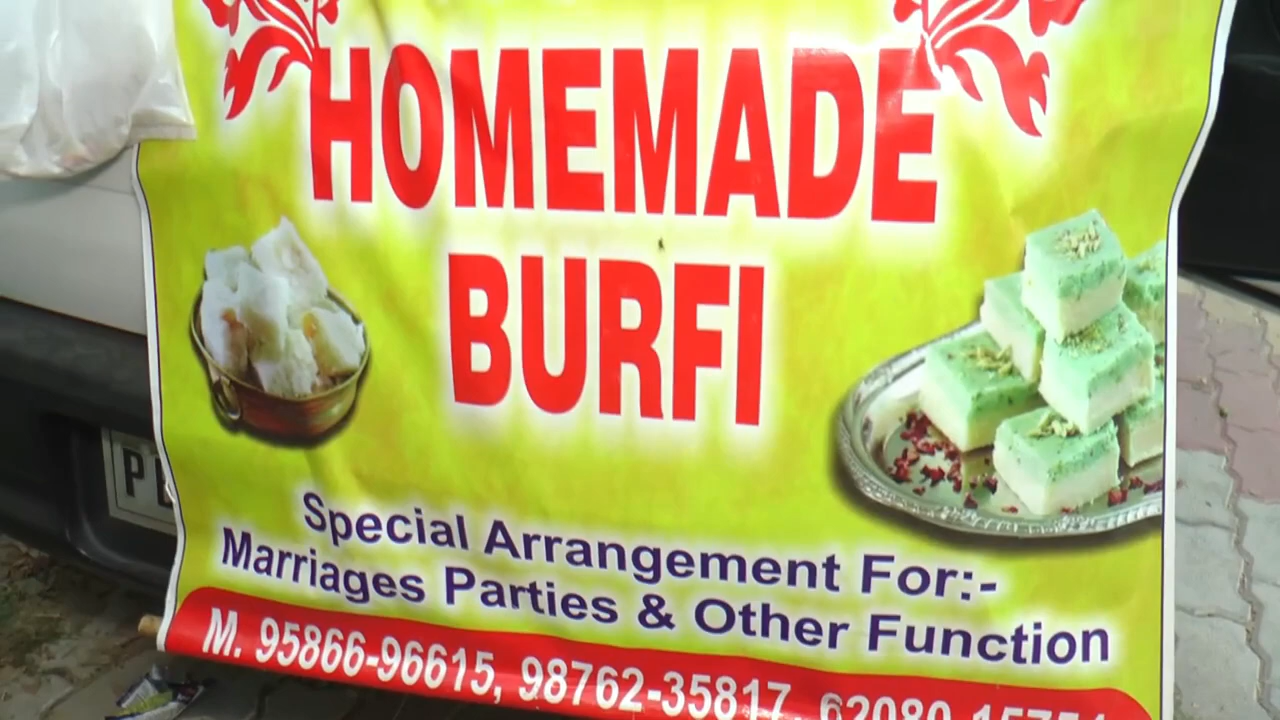 HOMEMADE
BURFI
Special Arrangement For:-
Marriages Parties & Other Function
M. 95866-96615, 98762-35817,